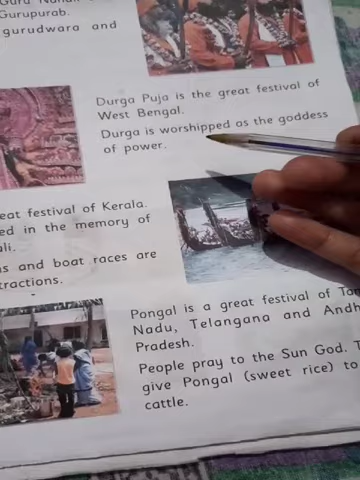 Gurupurab.
gurudwara and
Durga Puja is the great festival of
West Bengal.
Durga is worshipped as the goddess
of power.
eat festival of Kerala.
ed in the memory of
li.
s and boat races are
tractions.
Pongal is a great festival of Ta
Nadu, Telangana and Andh
Pradesh.
People pray to the Sun God. T
give Pongal (sweet rice) to
cattle.